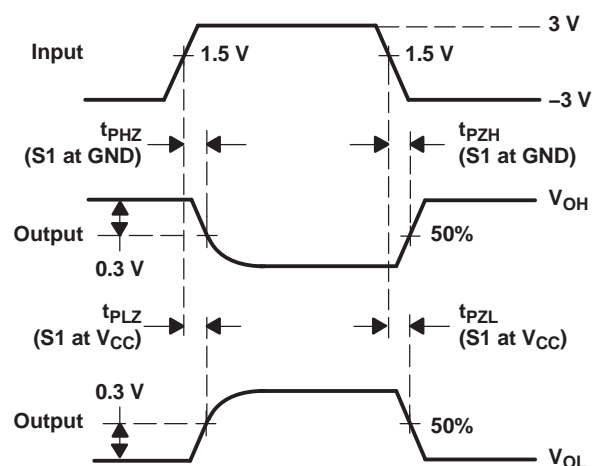 3 V
Input
1.5 V
1.5 V
–3 V
tPHZ
(S1 at GND)
tPZH
(S1 at GND)
VOH
Output
50%
0.3 V
tPLZ
(S1 at VCC)
tPZL
(S1 at VCC)
0.3 V
Output
50%
VOL